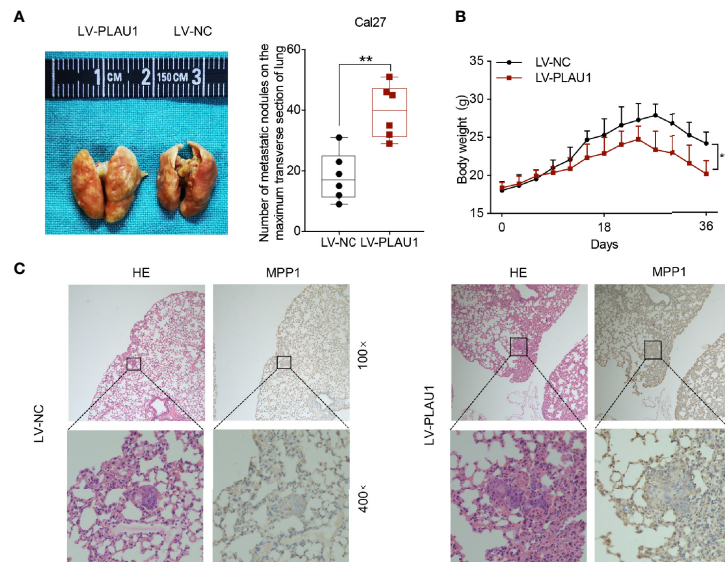 A
LV-PLAU1 LV-NC
1 CM 2 150 CM 3
Cal27
Number of metastatic nodules on the
maximum transverse section of lung
60
40
20
0
**
LV-NC LV-PLAU1
B
LV-NC
LV-PLAU1
Body weight (g)
35
30
25
20
15
0 18 36
Days
C
HE MPP1
LV-NC
100×
400×
HE MPP1
LV-PLAU1